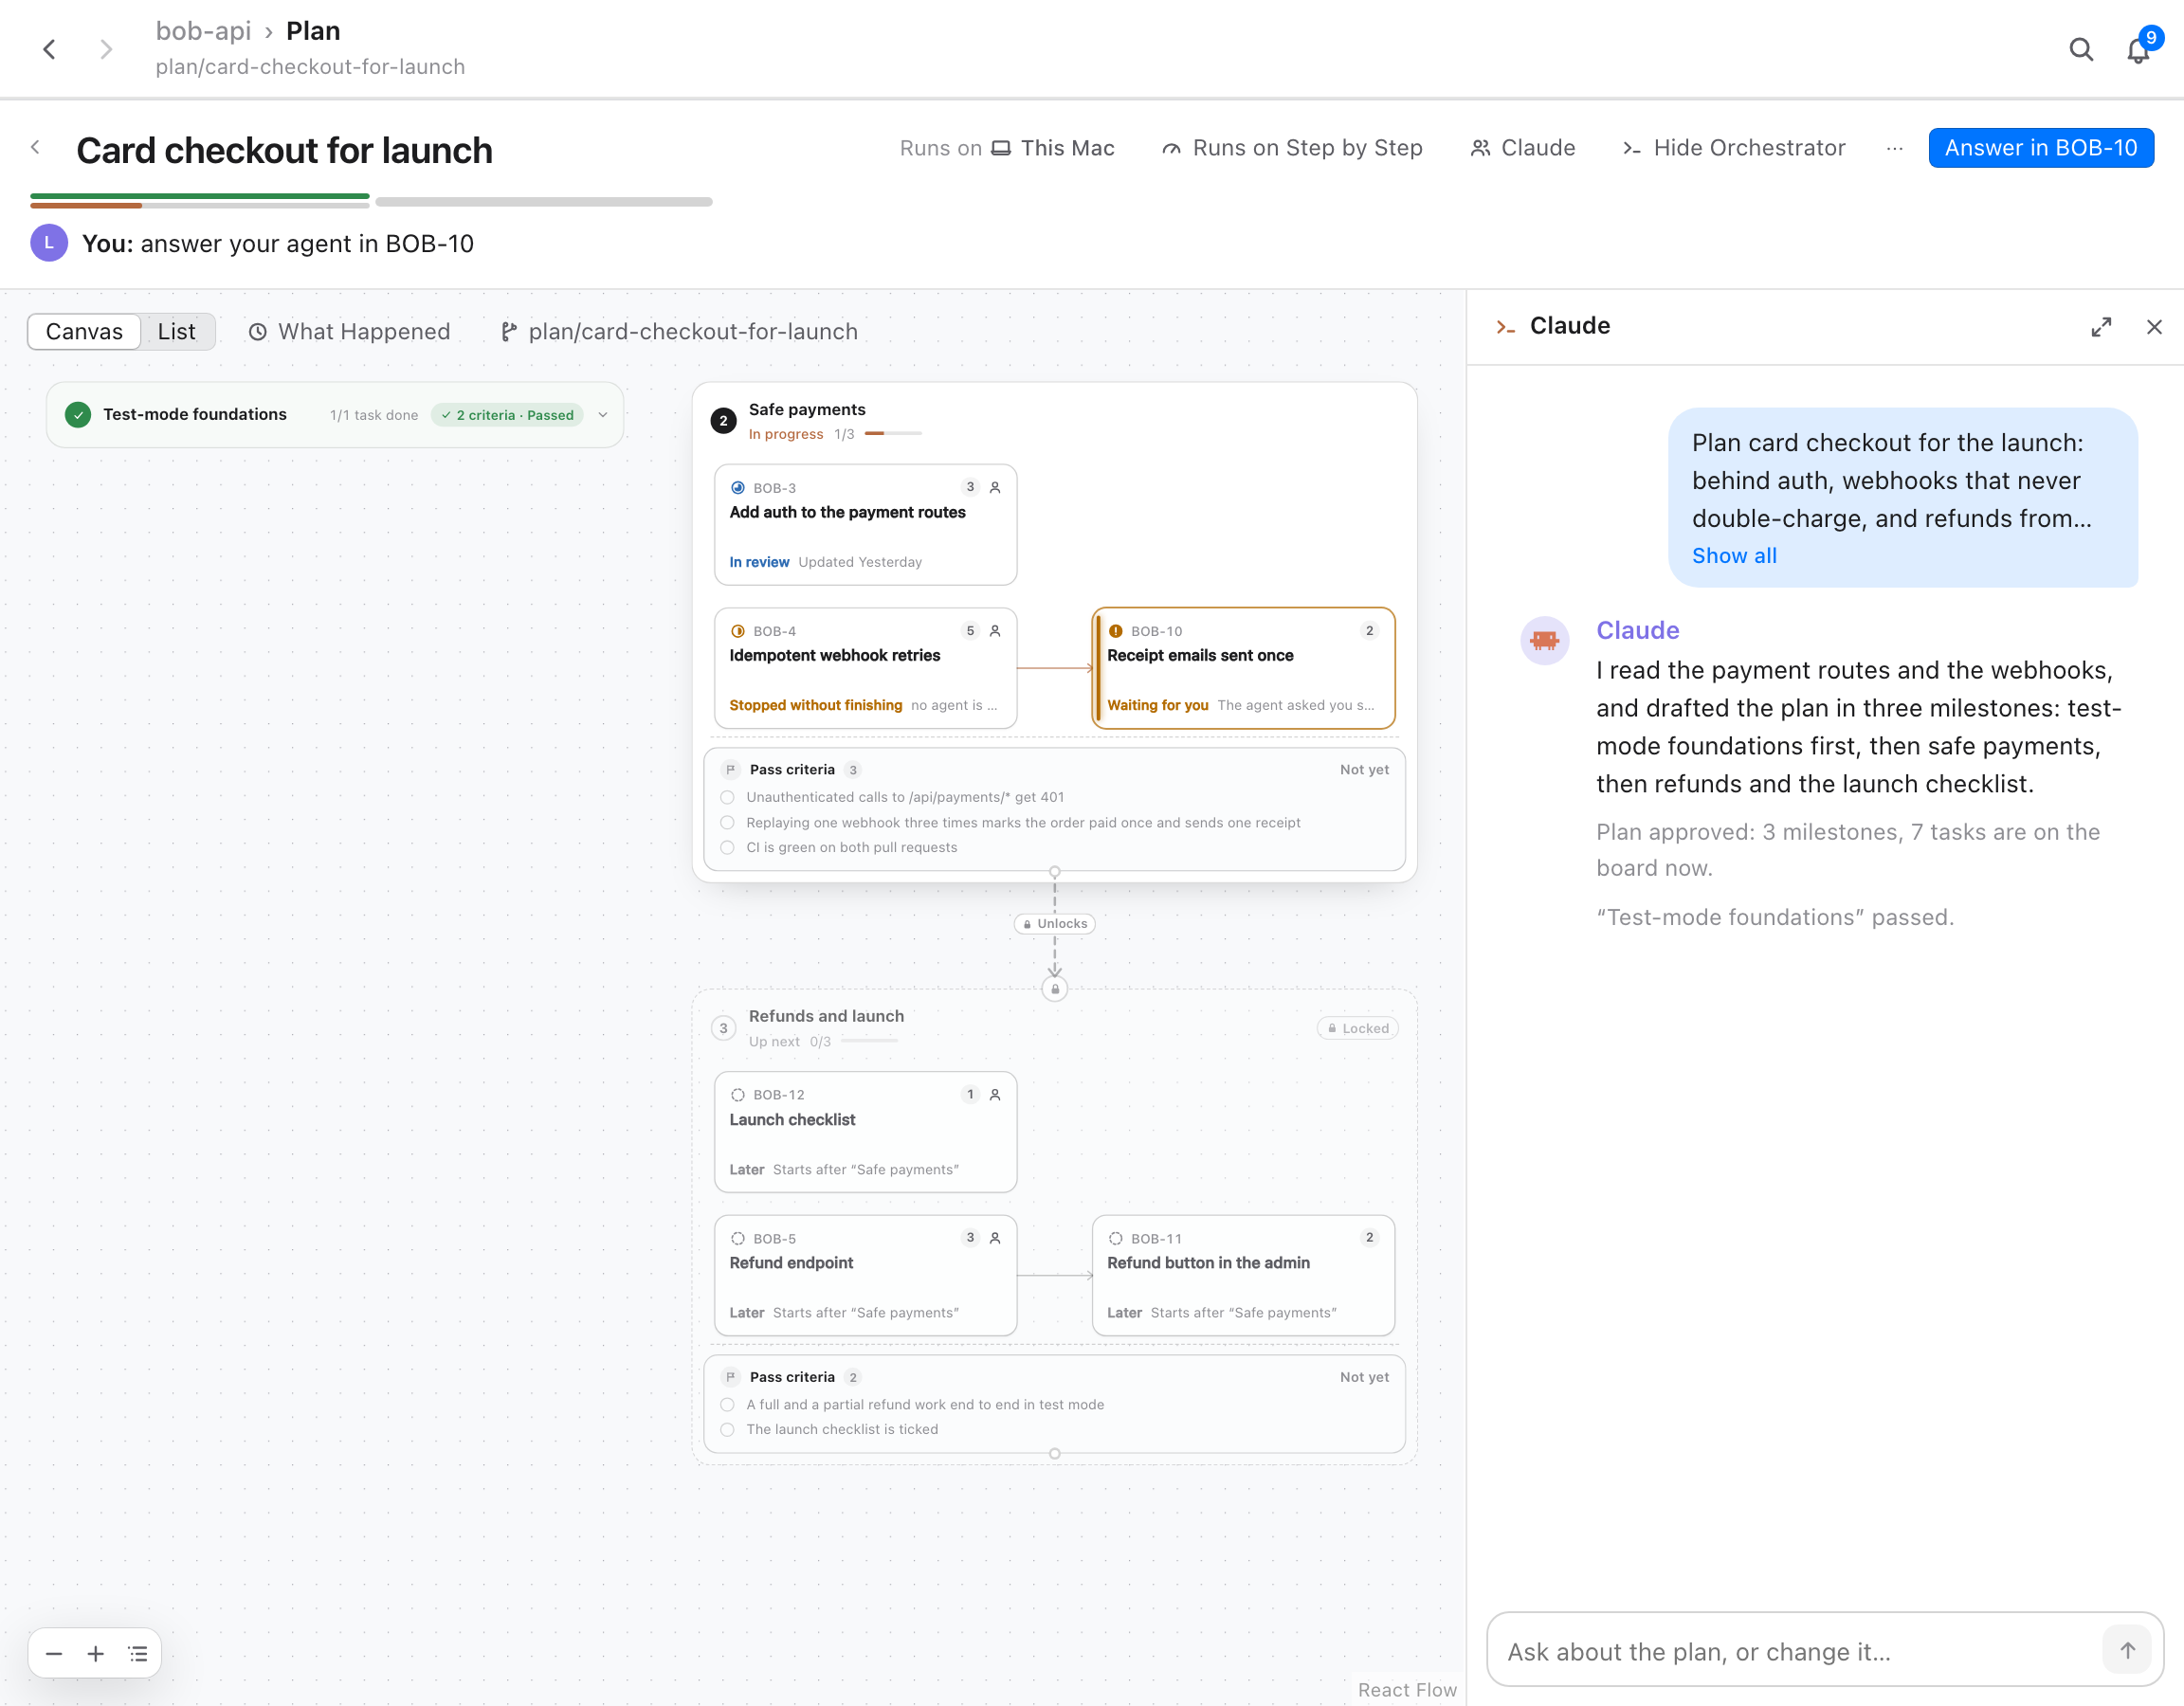 bob-api › Plan
plan/card-checkout-for-launch
9
Card checkout for launch
Runs on This Mac
Runs on Step by Step
Claude
Hide Orchestrator
Answer in BOB-10
L
You: answer your agent in BOB-10
Canvas
List
What Happened
plan/card-checkout-for-launch
Test-mode foundations
1/1 task done
2 criteria · Passed
2
Safe payments
In progress 1/3
BOB-3
3
Add auth to the payment routes
In review Updated Yesterday
BOB-4
5
Idempotent webhook retries
Stopped without finishing no agent is ...
BOB-10
2
Receipt emails sent once
Waiting for you The agent asked you s...
Pass criteria 3
Not yet
Unauthenticated calls to /api/payments/* get 401
Replaying one webhook three times marks the order paid once and sends one receipt
CI is green on both pull requests
Unlocks
3
Refunds and launch
Up next 0/3
Locked
BOB-12
1
Launch checklist
Later Starts after “Safe payments”
BOB-5
3
Refund endpoint
Later Starts after “Safe payments”
BOB-11
2
Refund button in the admin
Later Starts after “Safe payments”
Pass criteria 2
Not yet
A full and a partial refund work end to end in test mode
The launch checklist is ticked
React Flow
Claude
Plan card checkout for the launch:
behind auth, webhooks that never
double-charge, and refunds from...
Show all
Claude
I read the payment routes and the webhooks,
and drafted the plan in three milestones: test-
mode foundations first, then safe payments,
then refunds and the launch checklist.
Plan approved: 3 milestones, 7 tasks are on the
board now.
“Test-mode foundations” passed.
Ask about the plan, or change it...